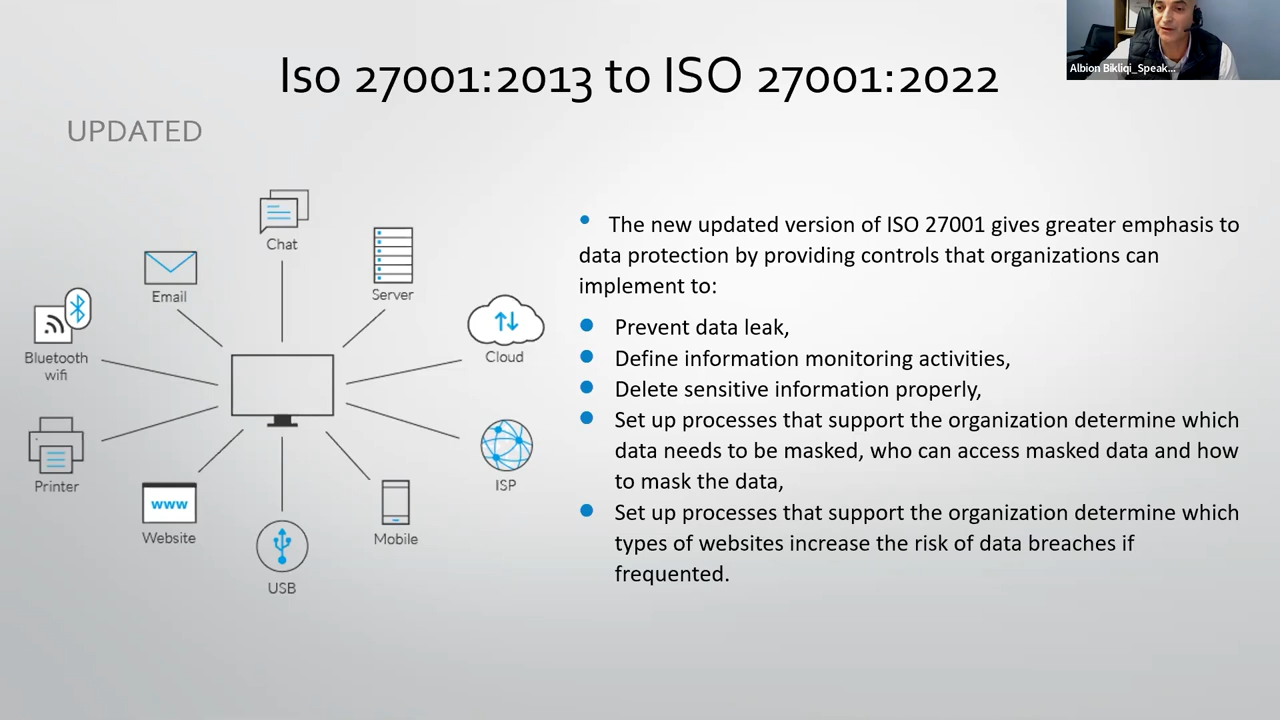 Iso 27001:2013 to ISO 27001:2022
Albion Bikliqi_Speak...
UPDATED
Chat
Email
Server
Bluetooth
wifi
Cloud
Printer
ISP
www
Website
Mobile
USB
• The new updated version of ISO 27001 gives greater emphasis to
data protection by providing controls that organizations can
implement to:
• Prevent data leak,
• Define information monitoring activities,
• Delete sensitive information properly,
• Set up processes that support the organization determine which
data needs to be masked, who can access masked data and how
to mask the data,
• Set up processes that support the organization determine which
types of websites increase the risk of data breaches if
frequented.